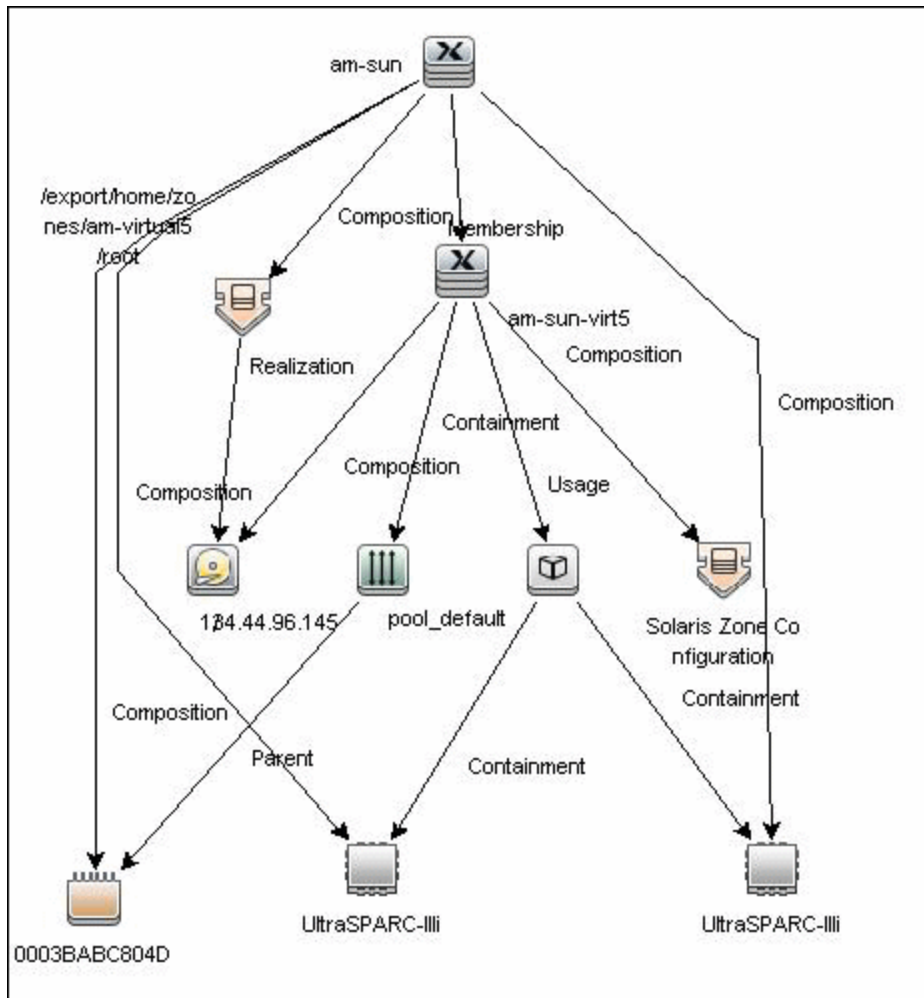 am-sun
/export/home/zo
nes/am-virtual5
/root
Composition
Membership
am-sun-virt5
Realization
Composition
Composition
Containment
Composition
Composition
Usage
134.44.96.145
pool_default
Solaris Zone Co
nfiguration
Composition
Containment
Parent
Containment
UltraSPARC-IIIi
UltraSPARC-IIIi
0003BABC804D